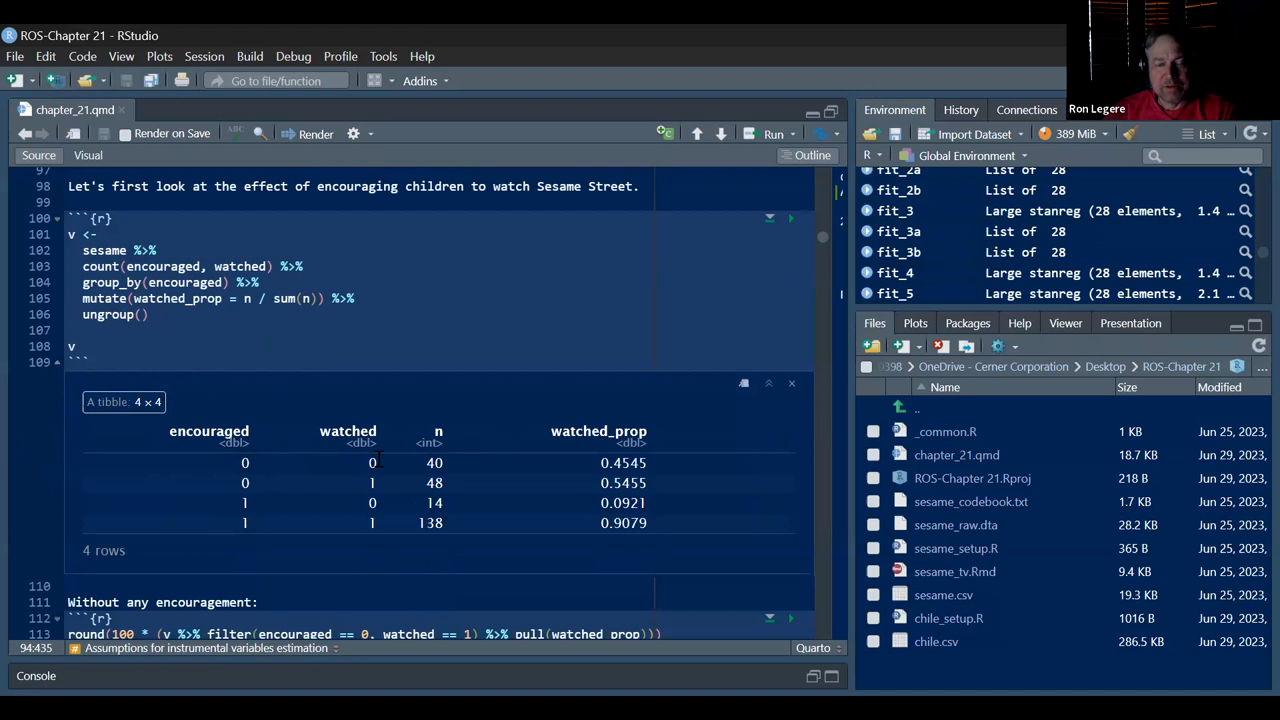 ROS-Chapter 21 - RStudio
File Edit Code View Plots Session Build Debug Profile Tools Help
Go to file/function Addins
Ron Legere
chapter_21.qmd
Render on Save ABC Render Run
Source Visual Outline
97
98 Let's first look at the effect of encouraging children to watch Sesame Street.
99
100 ```{r}
101 v <-
102 sesame %>%
103 count(encouraged, watched) %>%
104 group_by(encouraged) %>%
105 mutate(watched_prop = n / sum(n)) %>%
106 ungroup()
107
108 v
109 ```
A tibble: 4 × 4
encouraged watched n watched_prop
<dbl> <dbl> <int> <dbl>
0 0 40 0.4545
0 1 48 0.5455
1 0 14 0.0921
1 1 138 0.9079
4 rows
110
111 Without any encouragement:
112 ```{r}
113 round(100 * (v %>% filter(encouraged == 0, watched == 1) %>% pull(watched_prop)))
94:435 # Assumptions for instrumental variables estimation Quarto
Console
Environment History Connections
Import Dataset 389 MiB List
R Global Environment
fit_2a List of 28
fit_2b List of 28
fit_3 Large stanreg (28 elements, 1.4 …
fit_3a List of 28
fit_3b List of 28
fit_4 Large stanreg (28 elements, 1.4 …
fit_5 Large stanreg (28 elements, 2.1 …
Files Plots Packages Help Viewer Presentation
OneDrive - Cerner Corporation Desktop ROS-Chapter 21 ...
Name Size Modified
..
_common.R 1 KB Jun 25, 2023,
chapter_21.qmd 18.7 KB Jun 29, 2023,
ROS-Chapter 21.Rproj 218 B Jun 29, 2023,
sesame_codebook.txt 1.7 KB Jun 25, 2023,
sesame_raw.dta 28.2 KB Jun 25, 2023,
sesame_setup.R 365 B Jun 25, 2023,
sesame_tv.Rmd 9.4 KB Jun 25, 2023,
sesame.csv 19.3 KB Jun 25, 2023,
chile_setup.R 1016 B Jun 29, 2023,
chile.csv 286.5 KB Jun 29, 2023,